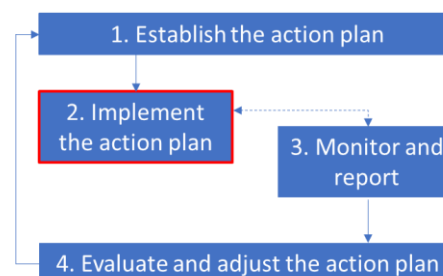 1. Establish the action plan
2. Implement
the action plan
3. Monitor and
report
4. Evaluate and adjust the action plan